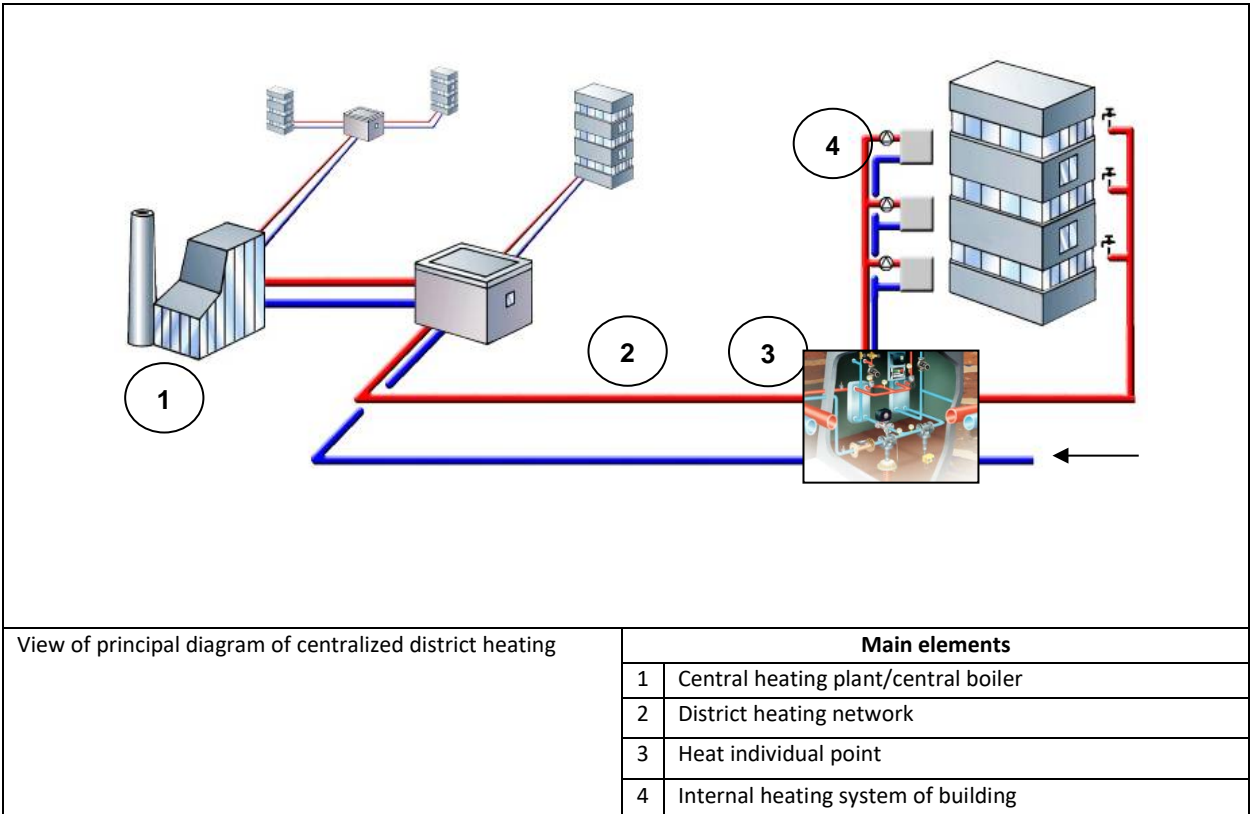 4
2
3
1
View of principal diagram of centralized district heating
Main elements
1 Central heating plant/central boiler
2 District heating network
3 Heat individual point
4 Internal heating system of building